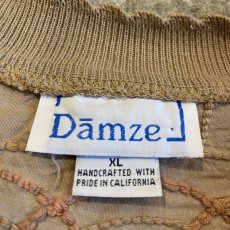 Dāmze
XL
HANDCRAFTED WITH
PRIDE IN CALIFORNIA